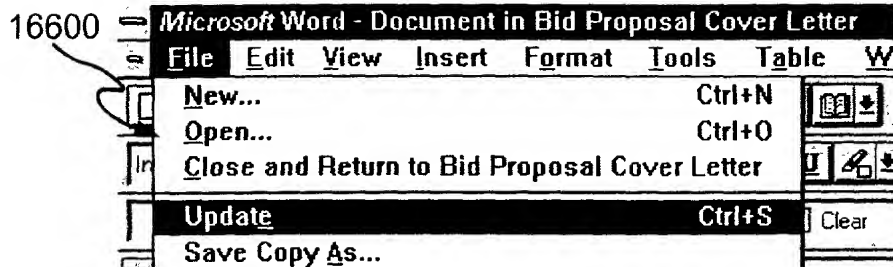 16600
Microsoft Word - Document in Bid Proposal Cover Letter
File Edit View Insert Format Tools Table W
New... Ctrl+N
Open... Ctrl+O
In
Close and Return to Bid Proposal Cover Letter
U
Update Ctrl+S
Clear
Save Copy As...